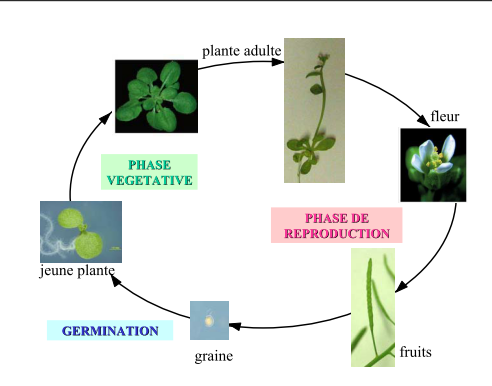 plante adulte
fleur
PHASE
VEGETATIVE
PHASE DE
REPRODUCTION
jeune plante
GERMINATION
graine
fruits